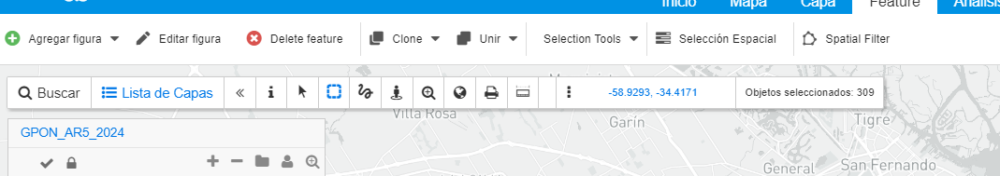 Inicio Mapa Capa Feature Análisis
Agregar figura Editar figura Delete feature Clone Unir Selection Tools Selección Espacial Spatial Filter
Buscar Lista de Capas -58.9293, -34.4171 Objetos seleccionados: 309
Villa Rosa
Garín
Tigre
GPON_AR5_2024
General
San Fernando